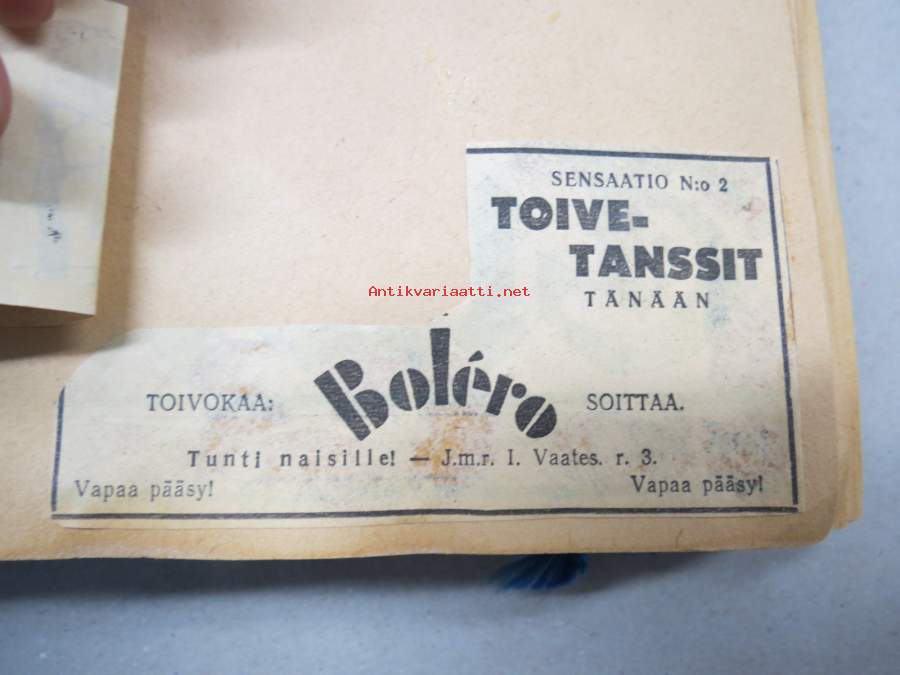 SENSAATIO N:o 2
TOIVE-
TANSSIT
TÄNÄÄN
Antikvariaatti.net
TOIVOKAA: Boléro SOITTAA.
Tunti naisille! — J.m.r. I. Vaates. r. 3.
Vapaa pääsy! Vapaa pääsy!